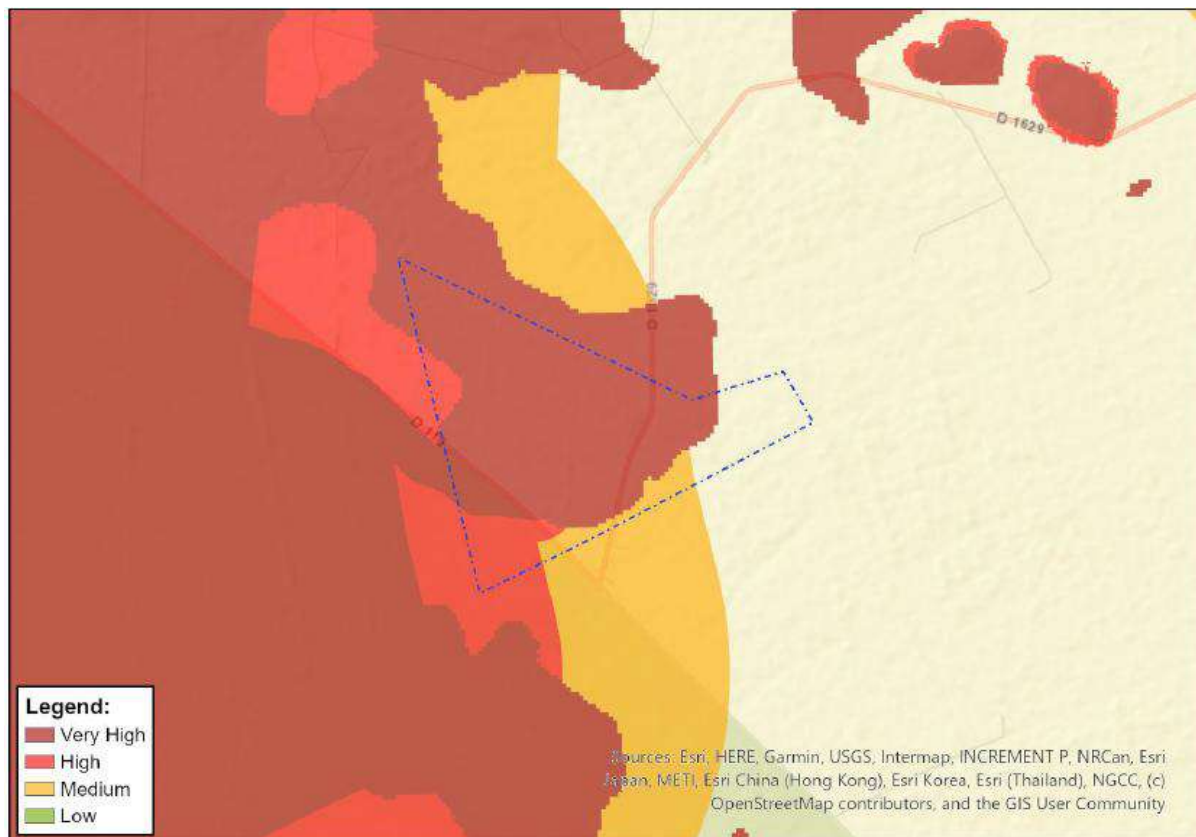 D 1629
D 1629
Legend:
Very High
High
Medium
Low
Sources: Esri, HERE, Garmin, USGS, Intermap, INCREMENT P, NRCan, Esri
Japan, METI, Esri China (Hong Kong), Esri Korea, Esri (Thailand), NGCC, (c)
OpenStreetMap contributors, and the GIS User Community